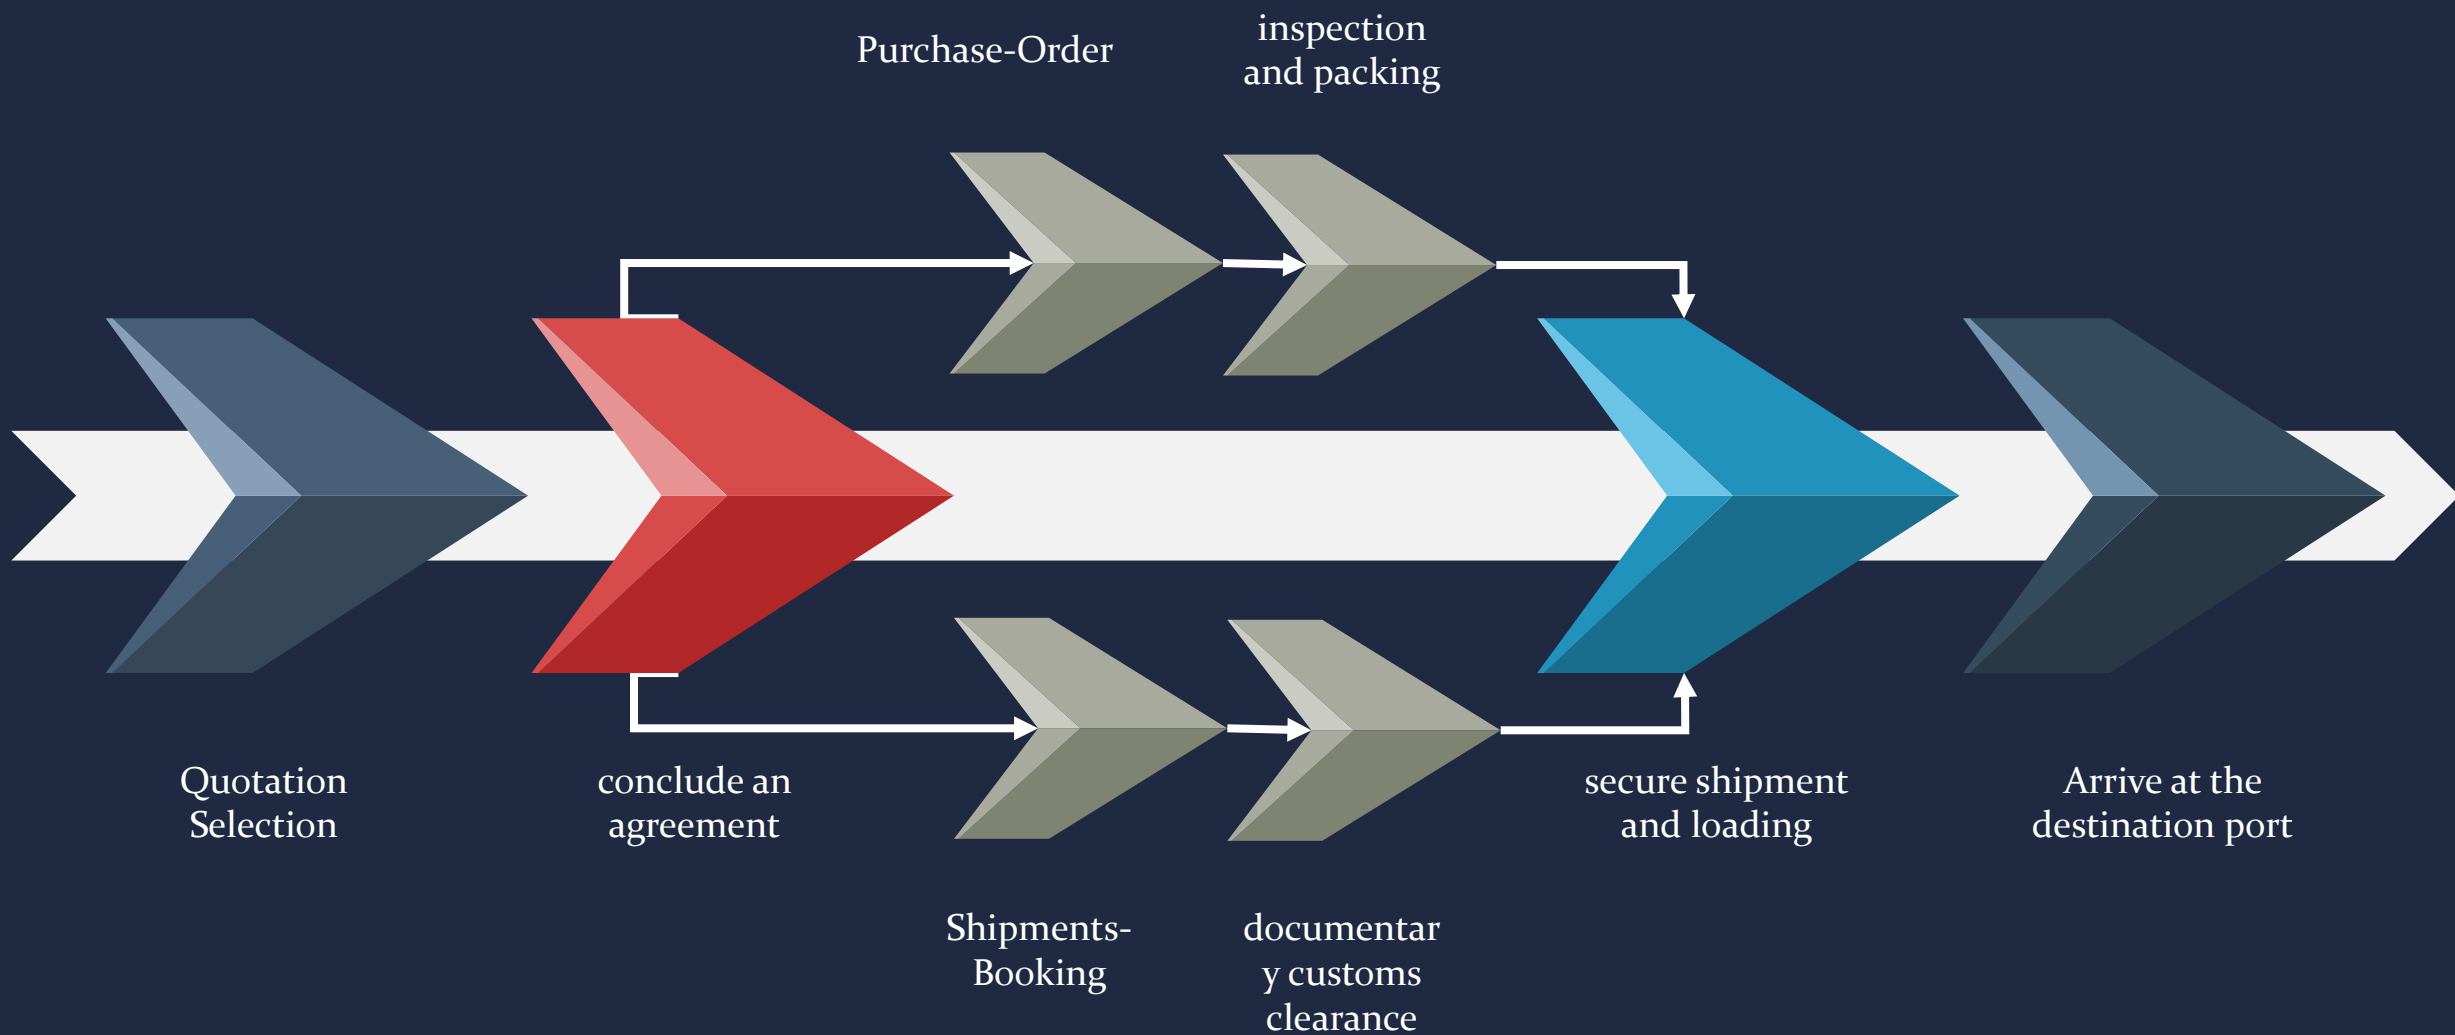 Purchase-Order
inspection
and packing
Quotation
Selection
conclude an
agreement
secure shipment
and loading
Arrive at the
destination port
Shipments-
Booking
documentar
y customs
clearance